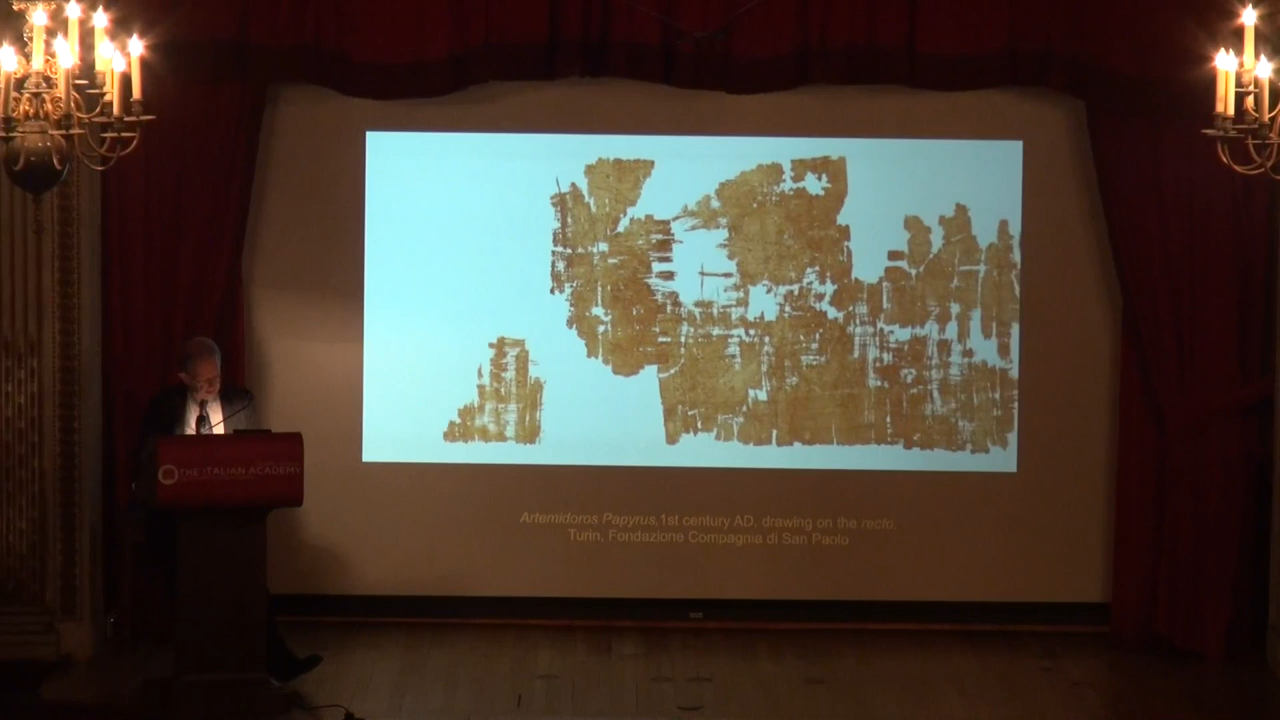 THE ITALIAN ACADEMY
Artemidoros Papyrus,1st century AD, drawing on the recto.
Turin, Fondazione Compagnia di San Paolo